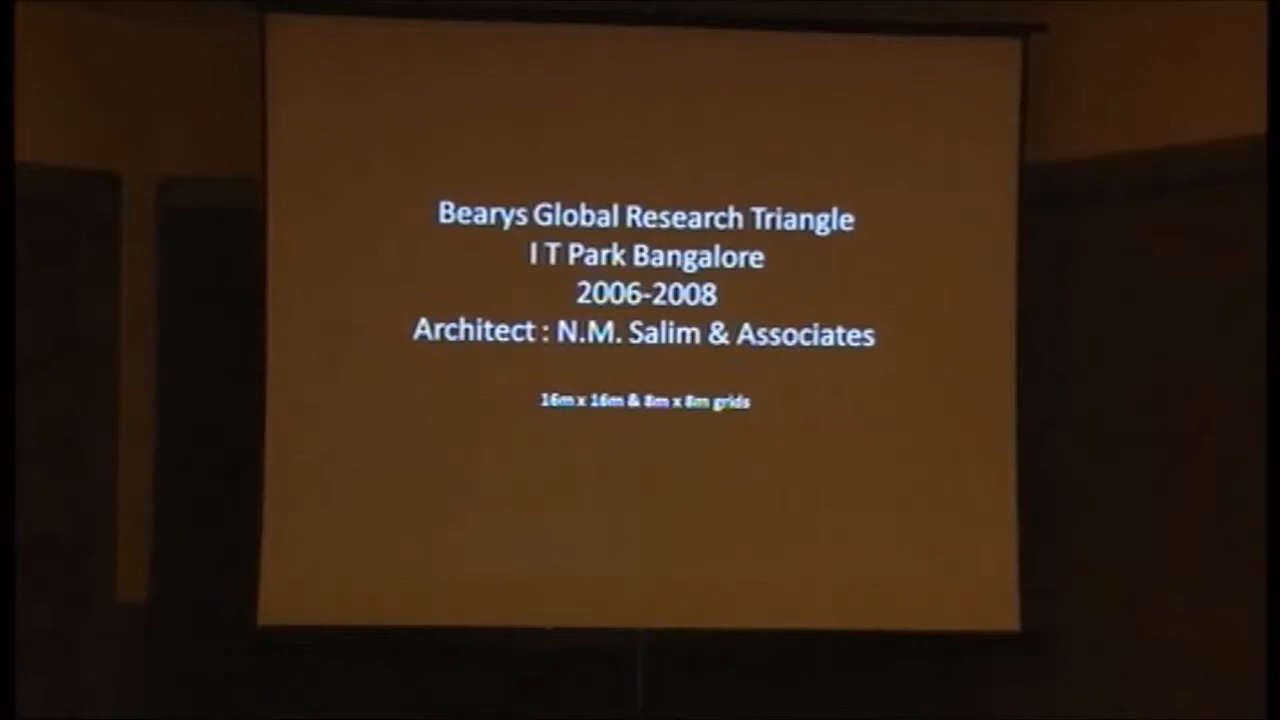 Bearys Global Research Triangle
I T Park Bangalore
2006-2008
Architect : N.M. Salim & Associates
16m x 16m & 8m x 8m grids